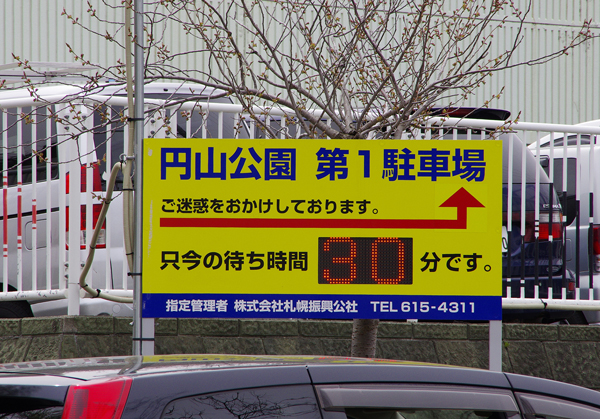 円山公園 第1駐車場
ご迷惑をおかけしております。
只今の待ち時間 30 分です。
指定管理者 株式会社札幌振興公社 TEL 615-4311